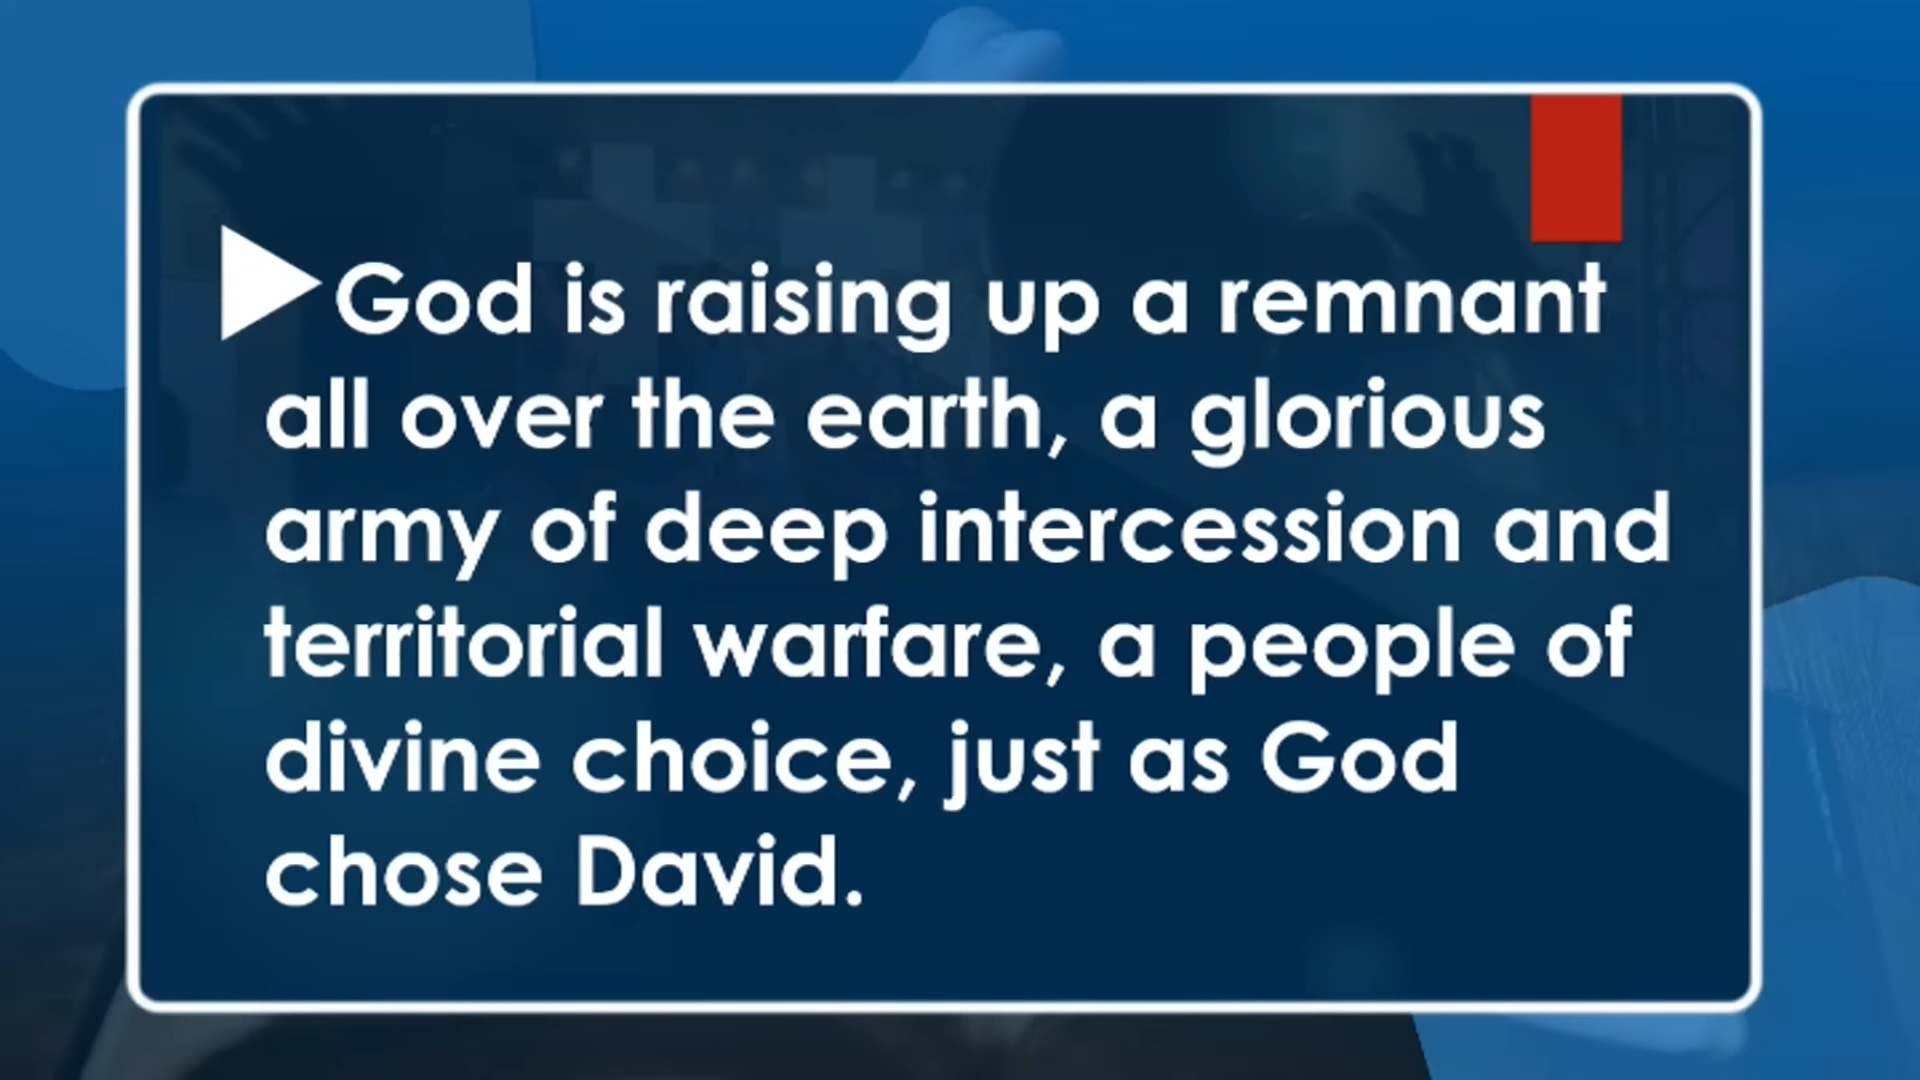 God is raising up a remnant
all over the earth, a glorious
army of deep intercession and
territorial warfare, a people of
divine choice, just as God
chose David.